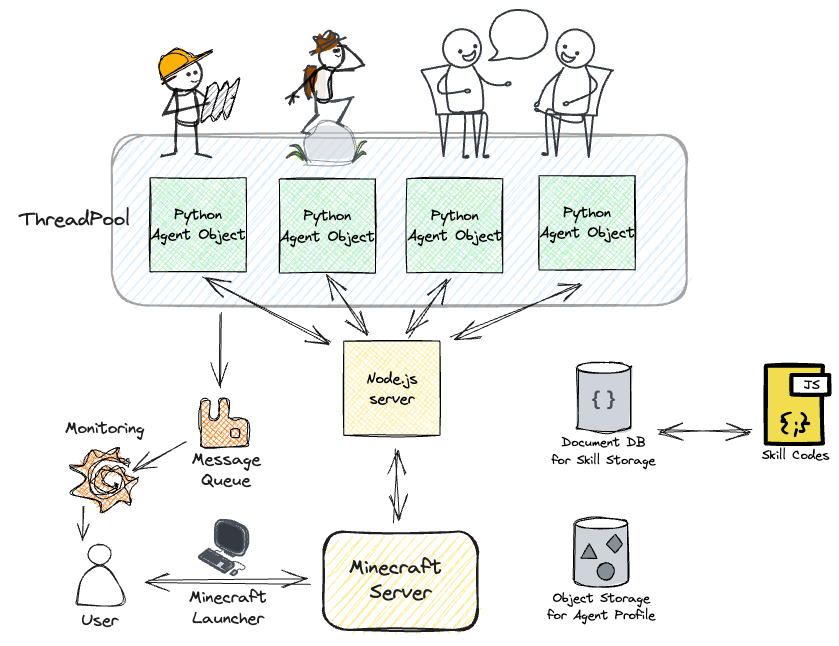 ThreadPool
Python
Agent Object
Python
Agent Object
Python
Agent Object
Python
Agent Object
Node.js
server
Monitoring
Message
Queue
{ }
Document DB
for Skill Storage
JS
{;}
Skill Codes
Minecraft
Server
Minecraft
Launcher
User
Object Storage
for Agent Profile